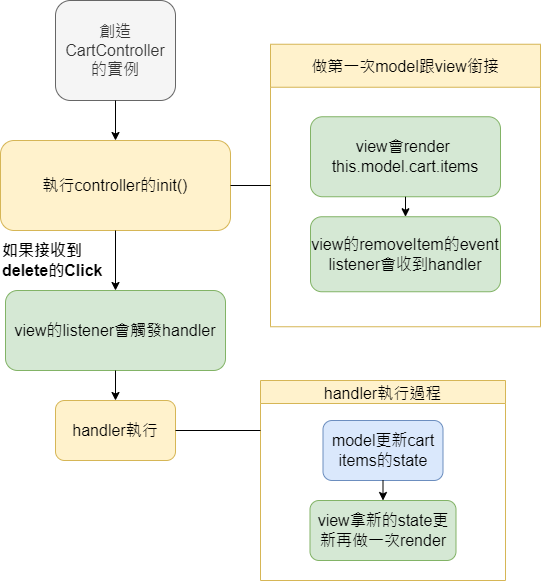 創造
CartController
的實例
做第一次model跟view銜接
view會render
this.model.cart.items
執行controller的init()
view的removeItem的event
listener會收到handler
如果接收到
delete的Click
view的listener會觸發handler
handler執行
handler執行過程
model更新cart
items的state
view拿新的state更
新再做一次render